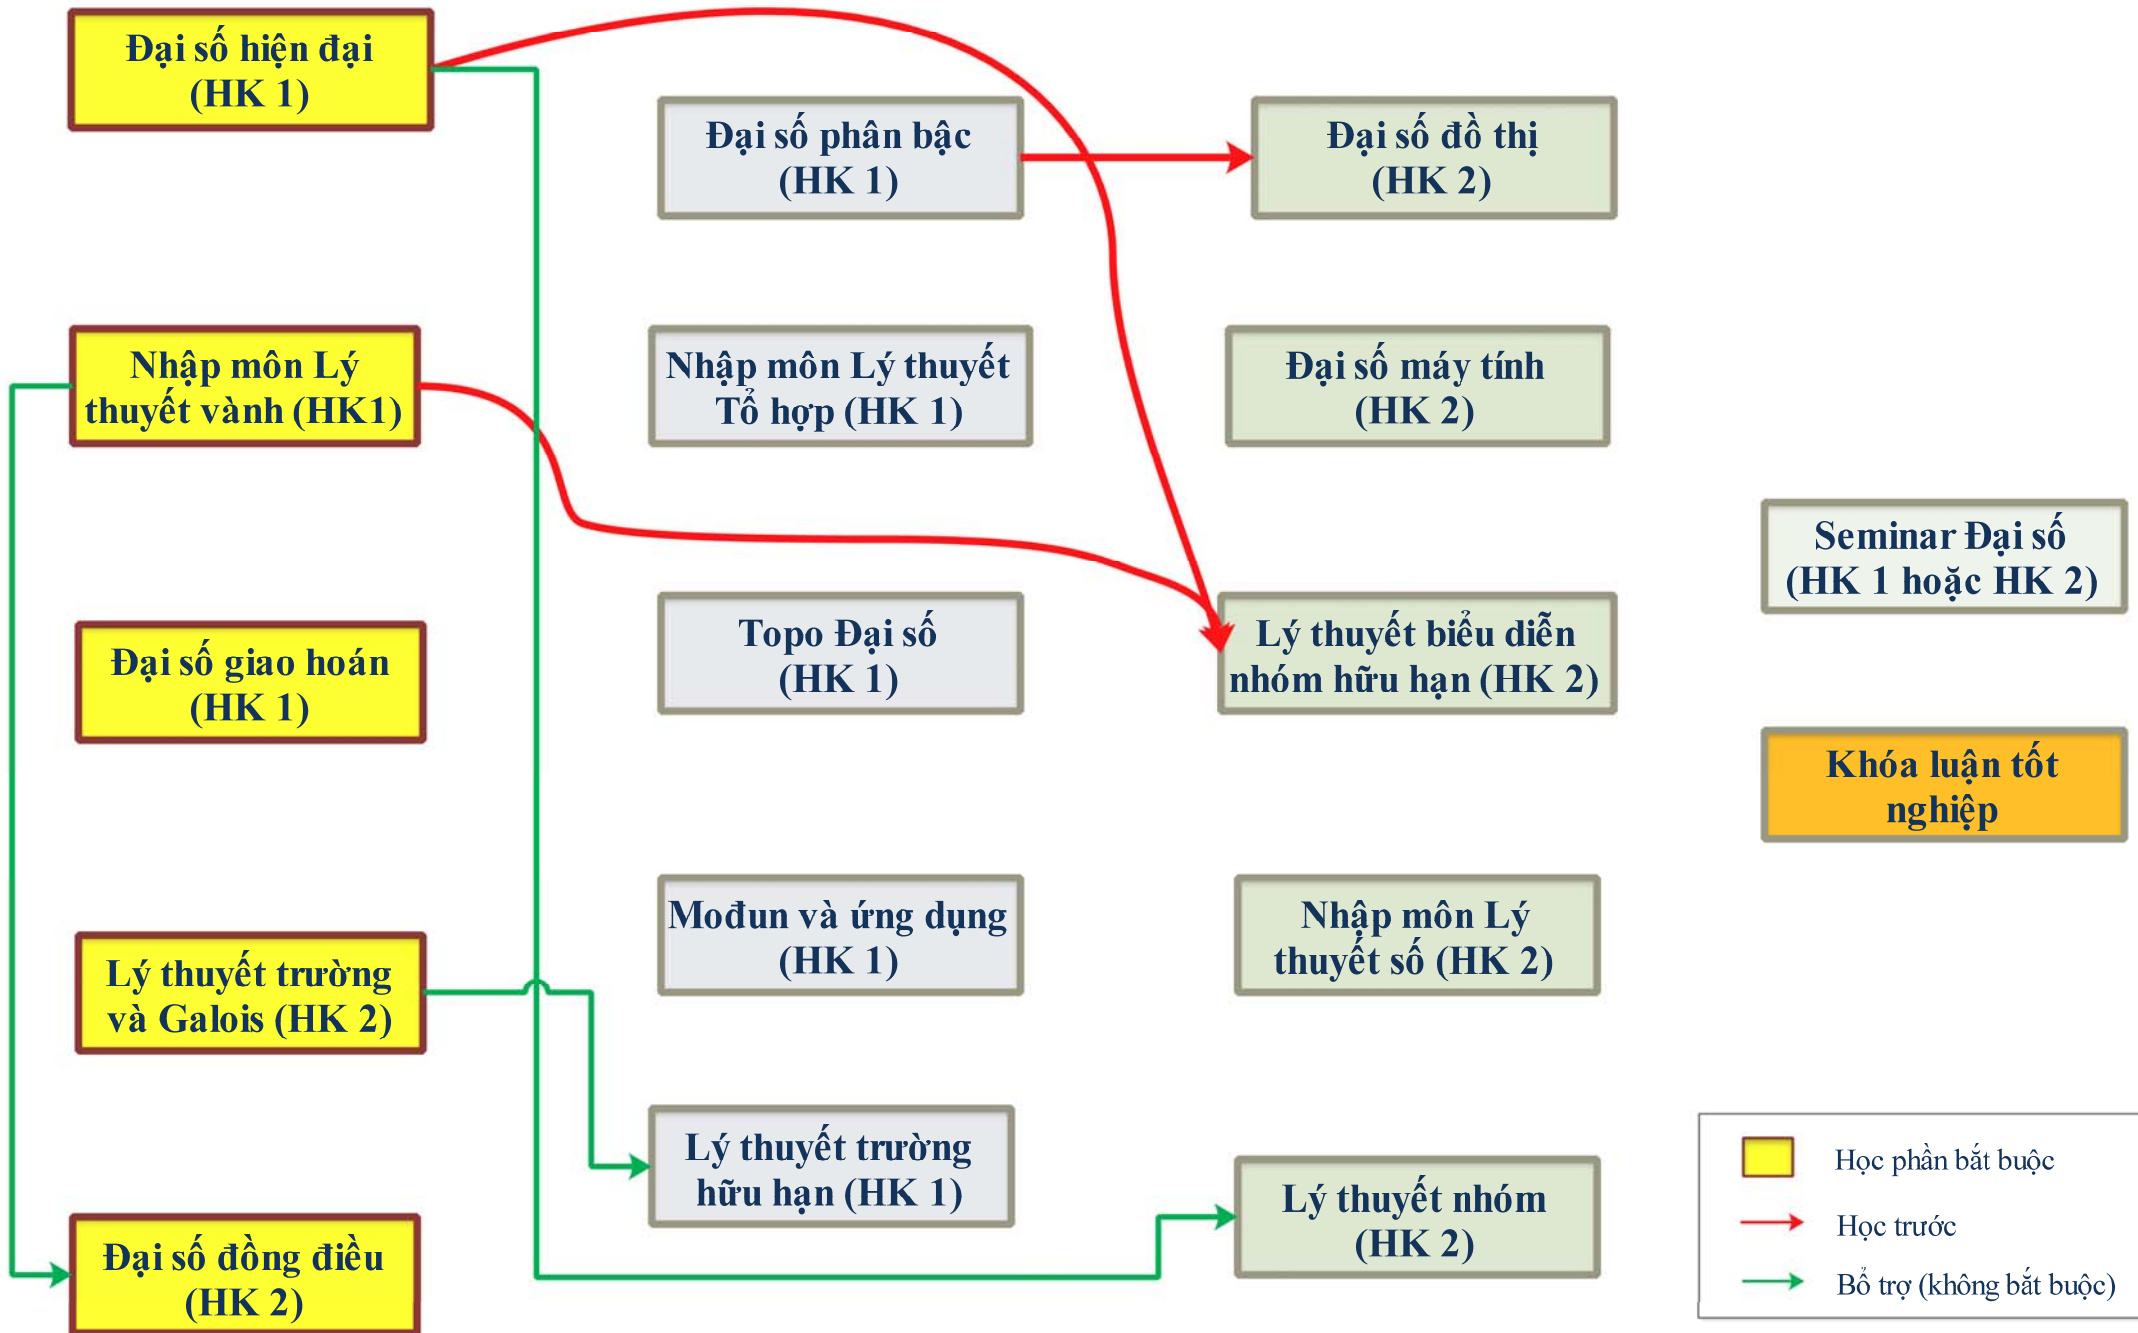 Đại số hiện đại
(HK 1)
Nhập môn Lý
thuyết vành (HK1)
Đại số giao hoán
(HK 1)
Lý thuyết trường
và Galois (HK 2)
Đại số đồng điều
(HK 2)
Đại số phân bậc
(HK 1)
Nhập môn Lý thuyết
Tổ hợp (HK 1)
Topo Đại số
(HK 1)
Mođun và ứng dụng
(HK 1)
Lý thuyết trường
hữu hạn (HK 1)
Đại số đồ thị
(HK 2)
Đại số máy tính
(HK 2)
Lý thuyết biểu diễn
nhóm hữu hạn (HK 2)
Nhập môn Lý
thuyết số (HK 2)
Lý thuyết nhóm
(HK 2)
Seminar Đại số
(HK 1 hoặc HK 2)
Khóa luận tốt
nghiệp
Học phần bắt buộc
Học trước
Bổ trợ (không bắt buộc)